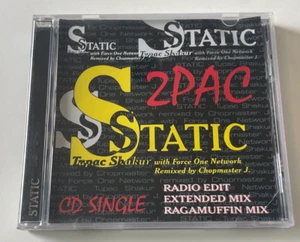 STATIC
with Force One Network
Remixed by Chopmaster J.
STATIC
Tupac Shakur with Force One Network
Remixed by Chopmaster J.
2PAC
STATIC
Tupac Shakur with Force One Network
Remixed by Chopmaster J.
CD SINGLE
RADIO EDIT
EXTENDED MIX
RAGAMUFFIN MIX
STATIC